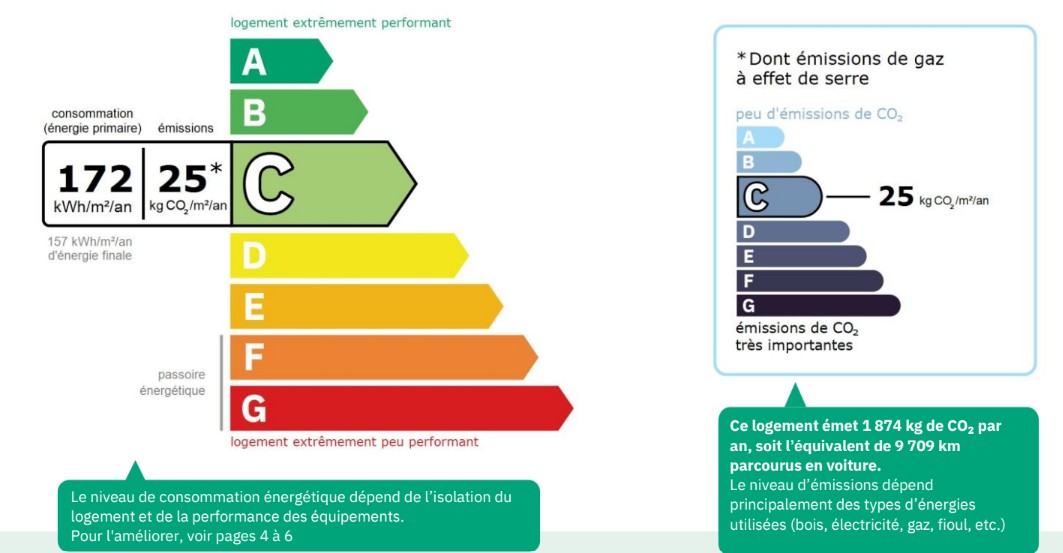 logement extrêmement performant
A
B
consommation
(énergie primaire) émissions
172 25* C
kWh/m²/an kg CO₂/m²/an
157 kWh/m²/an
d'énergie finale
D
E
F
passoire
énergétique
G
logement extrêmement peu performant
Le niveau de consommation énergétique dépend de l'isolation du
logement et de la performance des équipements.
Pour l'améliorer, voir pages 4 à 6
*Dont émissions de gaz
à effet de serre
peu d'émissions de CO₂
A
B
C 25 kg CO₂/m²/an
D
E
F
G
émissions de CO₂
très importantes
Ce logement émet 1 874 kg de CO₂ par
an, soit l'équivalent de 9 709 km
parcourus en voiture.
Le niveau d'émissions dépend
principalement des types d'énergies
utilisées (bois, électricité, gaz, fioul, etc.)